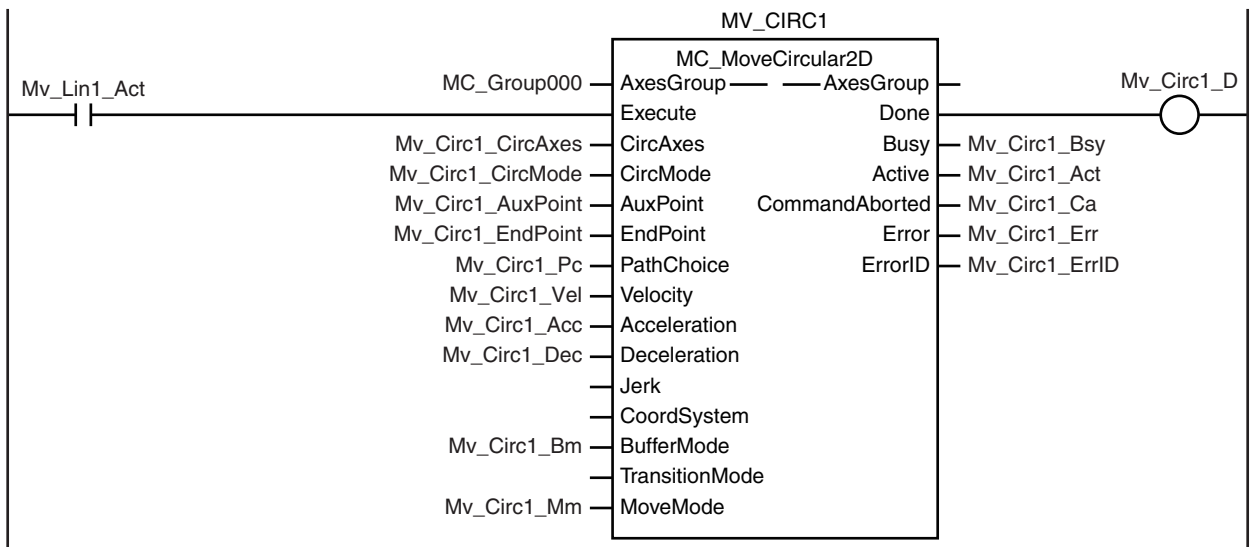 MV_CIRC1
MC_MoveCircular2D
Mv_Lin1_Act
MC_Group000 AxesGroup AxesGroup Mv_Circ1_D
Execute Done
Mv_Circ1_CircAxes CircAxes Busy Mv_Circ1_Bsy
Mv_Circ1_CircMode CircMode Active Mv_Circ1_Act
Mv_Circ1_AuxPoint AuxPoint CommandAborted Mv_Circ1_Ca
Mv_Circ1_EndPoint EndPoint Error Mv_Circ1_Err
Mv_Circ1_Pc PathChoice ErrorID Mv_Circ1_ErrID
Mv_Circ1_Vel Velocity
Mv_Circ1_Acc Acceleration
Mv_Circ1_Dec Deceleration
Jerk
CoordSystem
Mv_Circ1_Bm BufferMode
TransitionMode
Mv_Circ1_Mm MoveMode